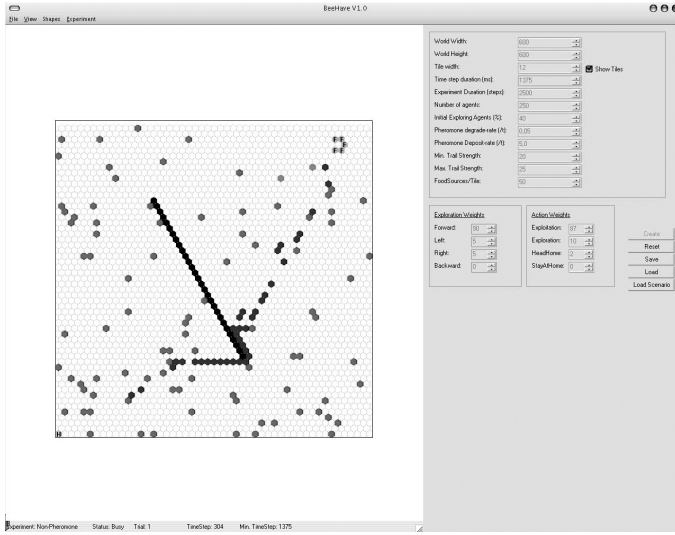 BeeHave V1.0
File View Shapes Experiment
World Width: 600
World Height: 600
Tile width: 12
Show Tiles
Time step duration (ms): 1375
Experiment Duration (steps): 2500
Number of agents: 250
Initial Exploring Agents (%): 40
Pheromone degrade-rate (/t): 0,05
Pheromone Deposit-rate (/t): 5,0
Min. Trail Strength: 20
Max. Trail Strength: 25
FoodSources/Tile: 50
Exploration Weights
Forward: 90
Left: 5
Right: 5
Backward: 0
Action Weights
Exploitation: 87
Exploration: 10
HeadHome: 2
StayAtHome: 0
Create
Reset
Save
Load
Load Scenario
F F
F
F F
H
Experiment: Non-Pheromone Status: Busy Trial: 1 TimeStep: 304 Min. TimeStep: 1375